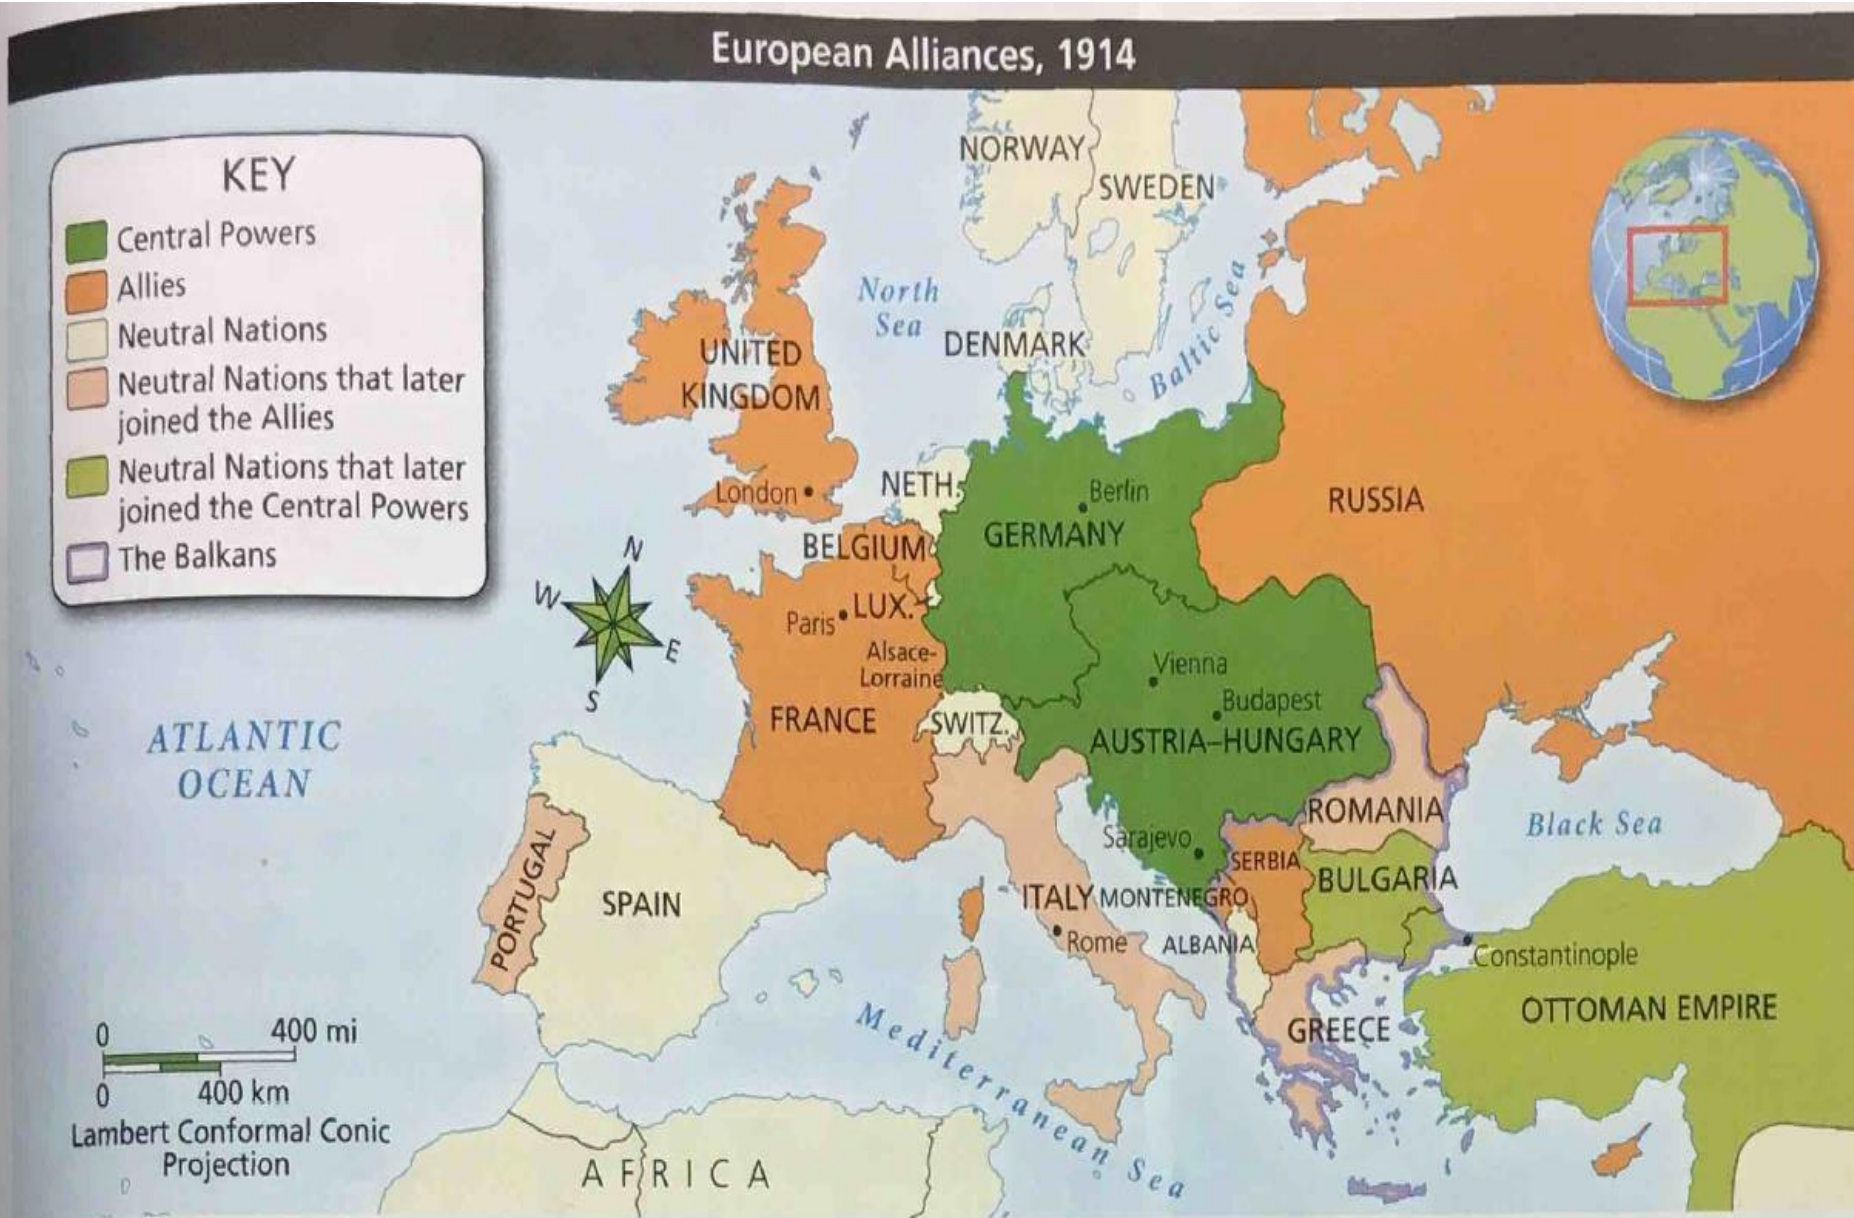 European Alliances, 1914
KEY
Central Powers
Allies
Neutral Nations
Neutral Nations that later
joined the Allies
Neutral Nations that later
joined the Central Powers
The Balkans
NORWAY
SWEDEN
North
Sea
DENMARK
Baltic Sea
UNITED
KINGDOM
London
NETH.
Berlin
GERMANY
RUSSIA
BELGIUM
N
W
E
S
Paris
LUX.
Alsace-
Lorraine
Vienna
Budapest
FRANCE
SWITZ.
AUSTRIA–HUNGARY
ATLANTIC
OCEAN
ROMANIA
Black Sea
Sarajevo
SERBIA
BULGARIA
PORTUGAL
SPAIN
ITALY
MONTENEGRO
Rome
ALBANIA
Constantinople
OTTOMAN EMPIRE
GREECE
Mediterranean Sea
0 400 mi
0 400 km
Lambert Conformal Conic
Projection
AFRICA